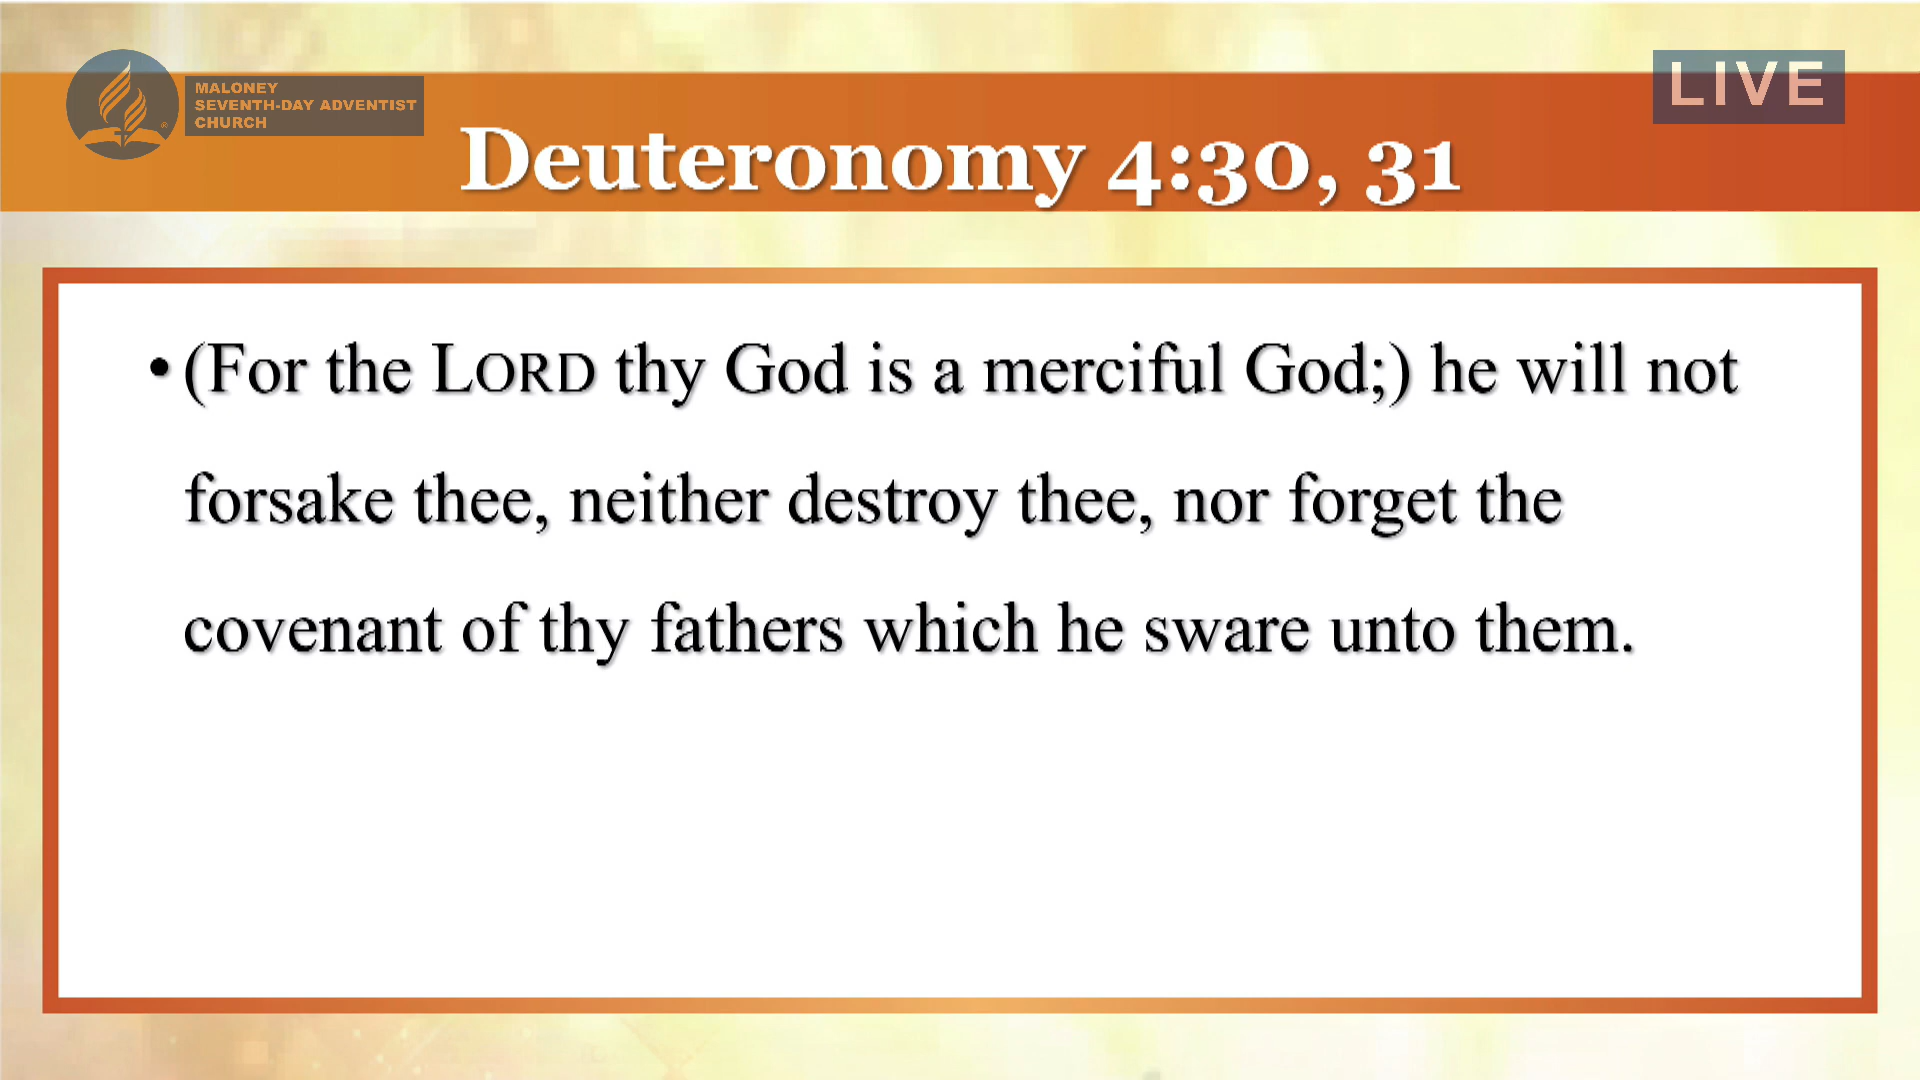 MALONEY
SEVENTH-DAY ADVENTIST
CHURCH
LIVE
Deuteronomy 4:30, 31
• (For the LORD thy God is a merciful God;) he will not
forsake thee, neither destroy thee, nor forget the
covenant of thy fathers which he sware unto them.